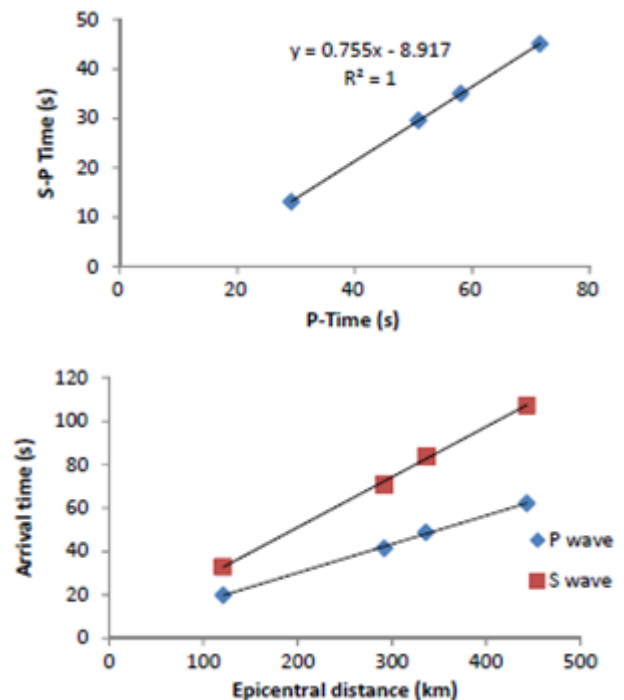 50
y = 0.755x - 8.917
R² = 1
40
30
20
10
0
S-P Time (s)
0 20 40 60 80
P-Time (s)
120
100
80
60
40
20
0
Arrival time (s)
P wave
S wave
0 100 200 300 400 500
Epicentral distance (km)